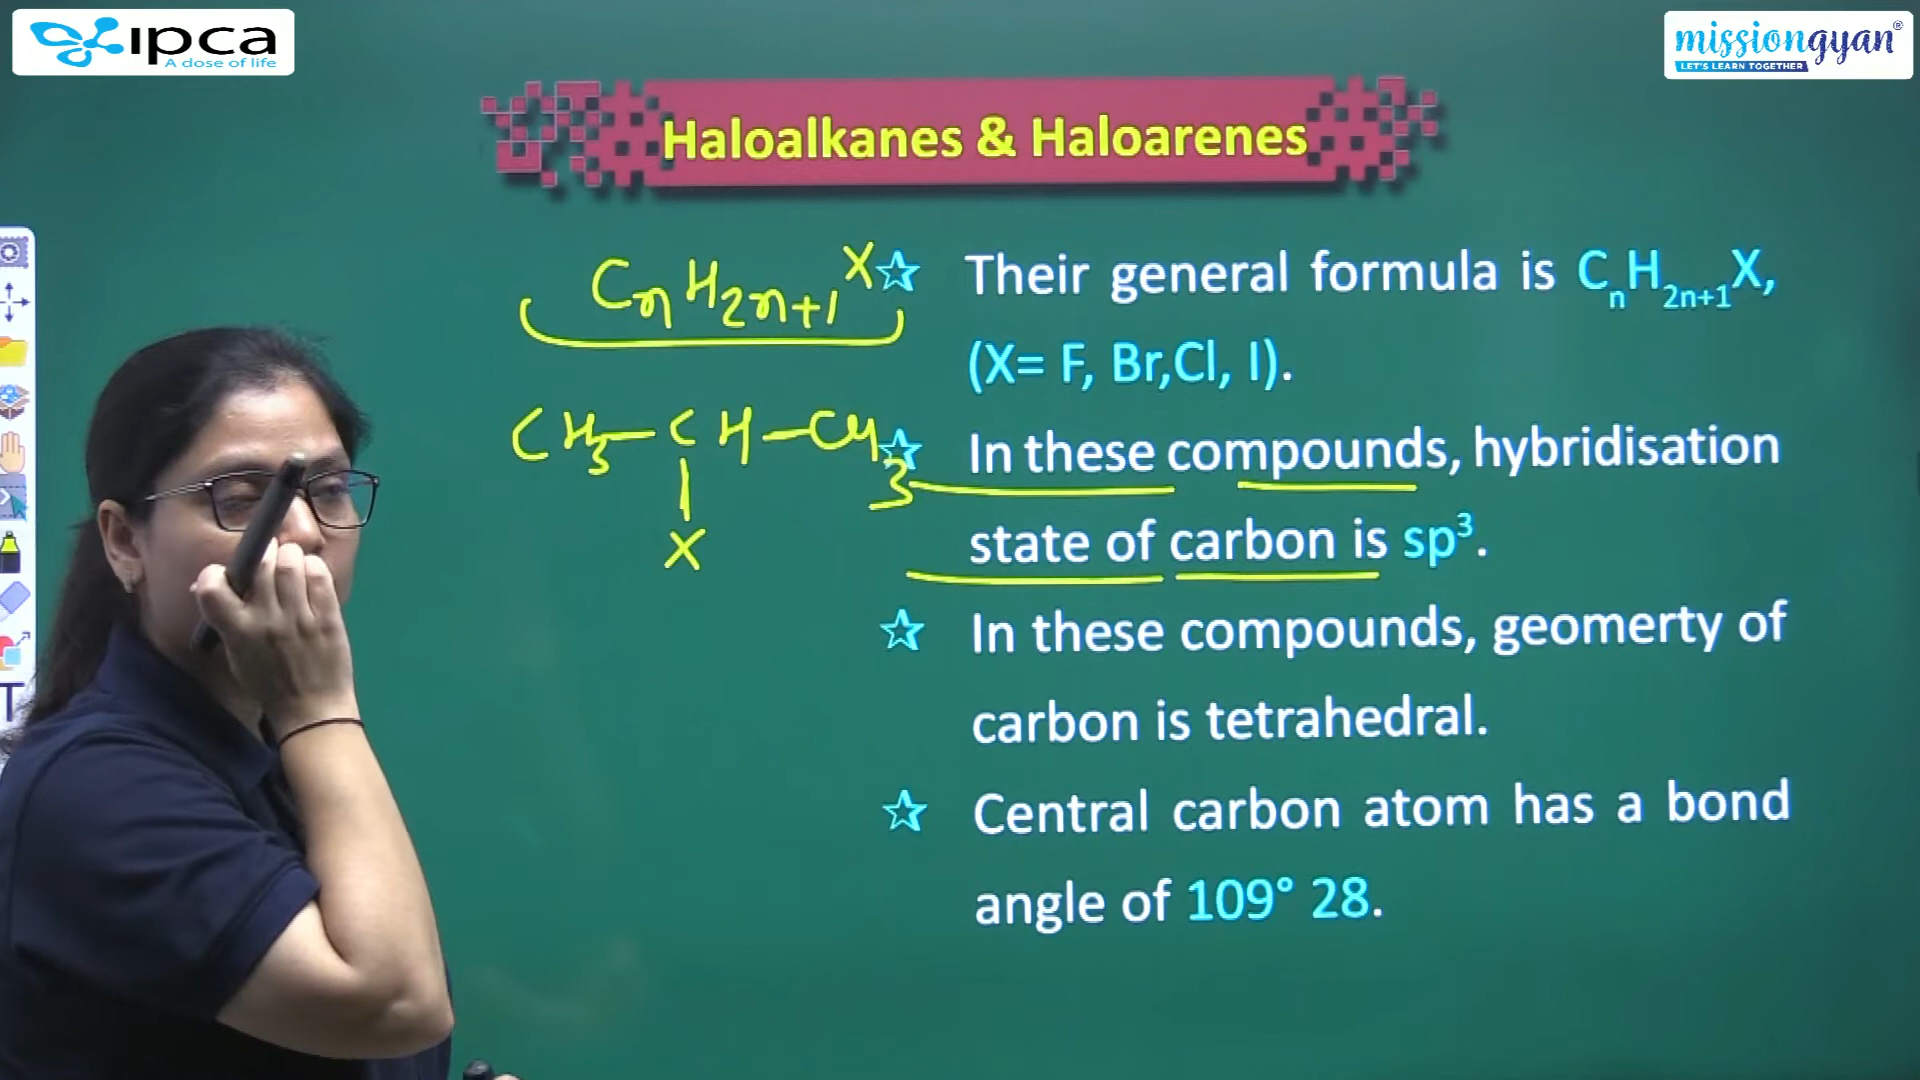 ipca
A dose of life
missiongyan®
LET'S LEARN TOGETHER
Haloalkanes & Haloarenes
CnH2n+1X
CH3–CH–CH3
X
☆ Their general formula is CnH2n+1X,
(X= F, Br,Cl, I).
☆ In these compounds, hybridisation
state of carbon is sp³.
☆ In these compounds, geomerty of
carbon is tetrahedral.
☆ Central carbon atom has a bond
angle of 109° 28.
T